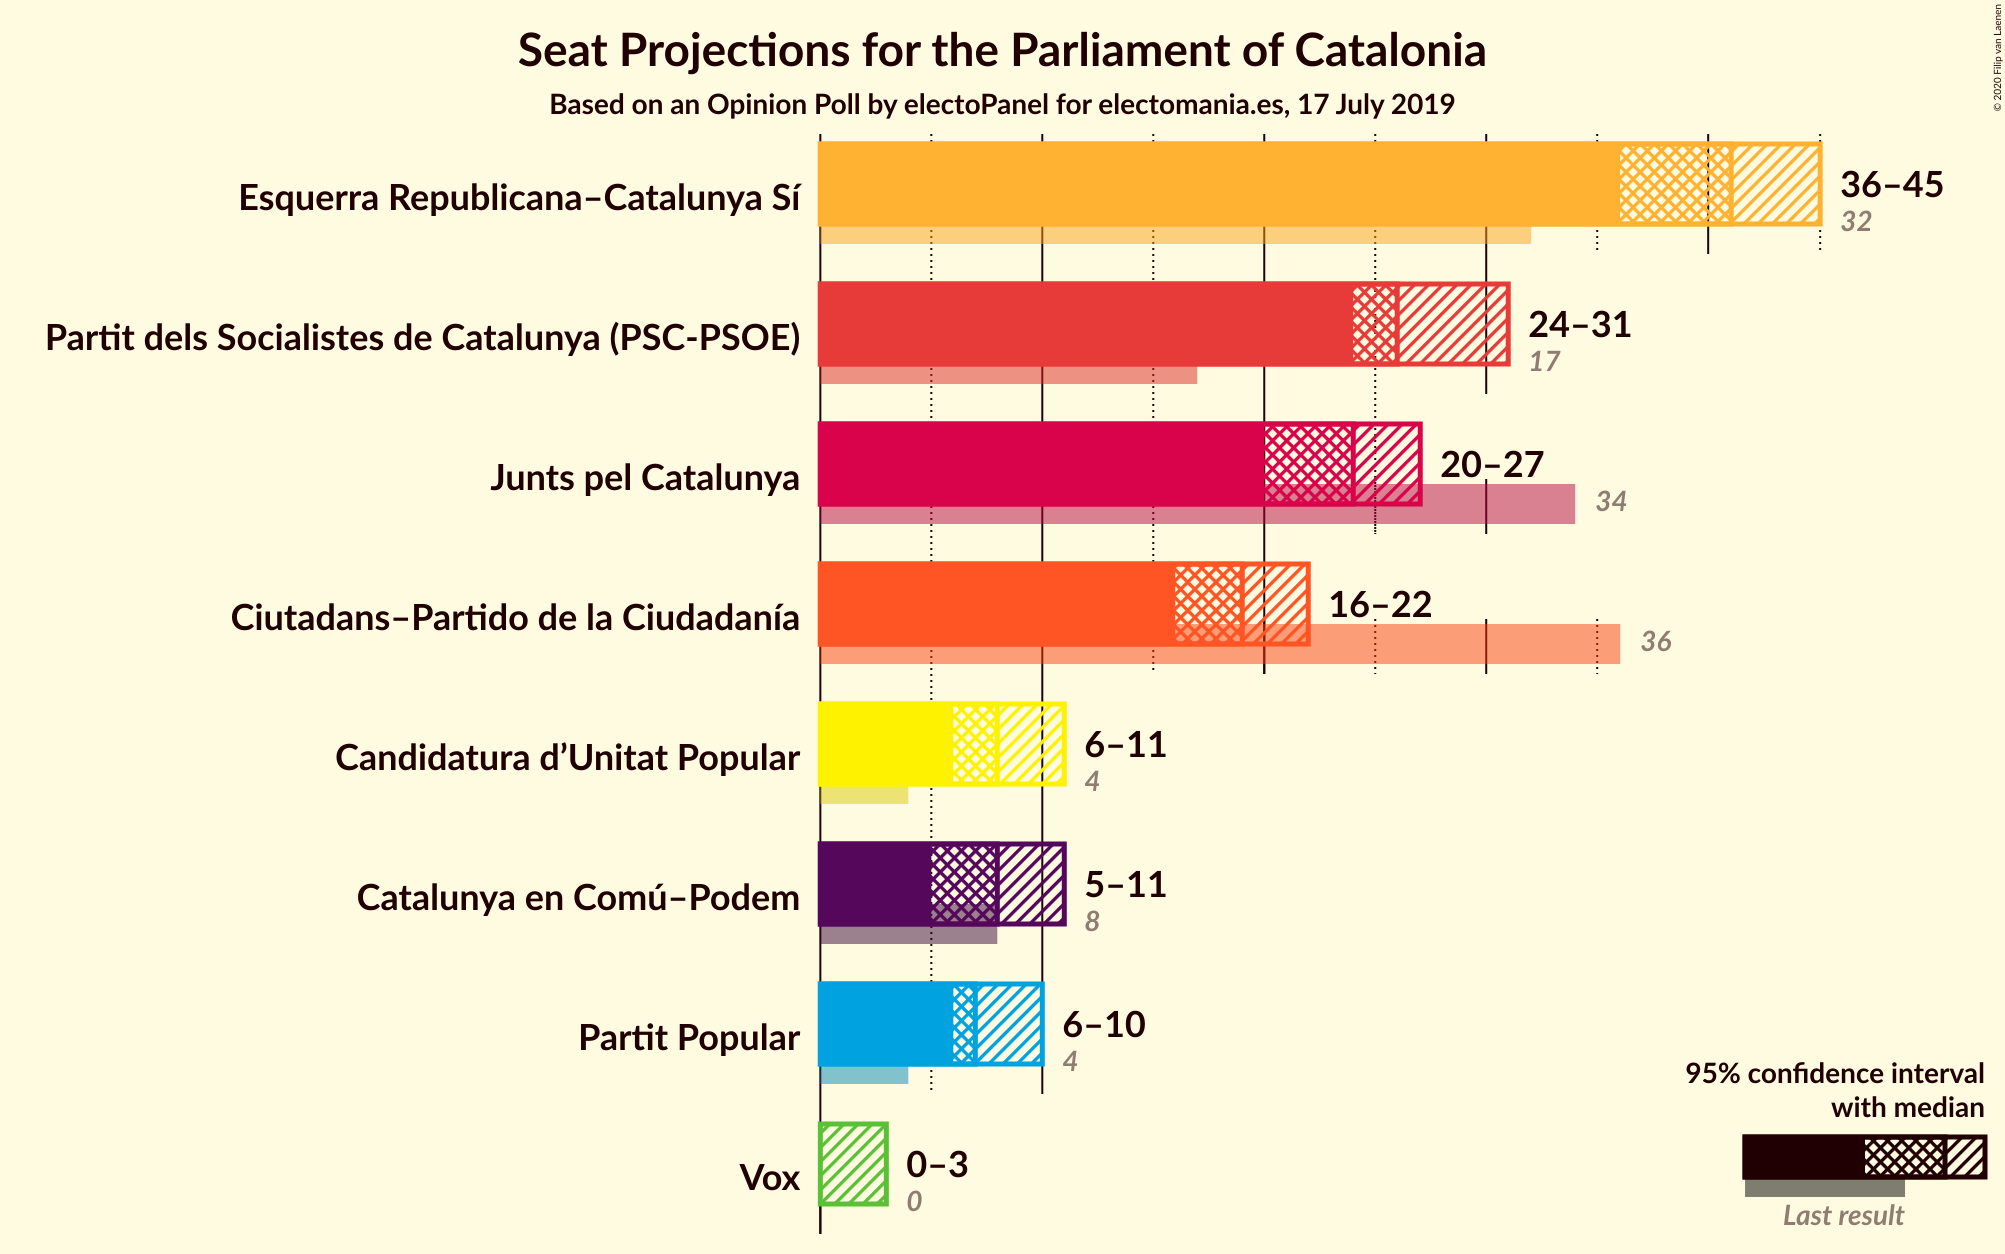 Seat Projections for the Parliament of Catalonia
Based on an Opinion Poll by electoPanel for electomania.es, 17 July 2019
© 2020 Filip van Laenen
Esquerra Republicana–Catalunya Sí
36–45
32
Partit dels Socialistes de Catalunya (PSC-PSOE)
24–31
17
Junts pel Catalunya
20–27
34
Ciutadans–Partido de la Ciudadanía
16–22
36
Candidatura d’Unitat Popular
6–11
4
Catalunya en Comú–Podem
5–11
8
Partit Popular
6–10
4
Vox
0–3
0
95% confidence interval
with median
Last result